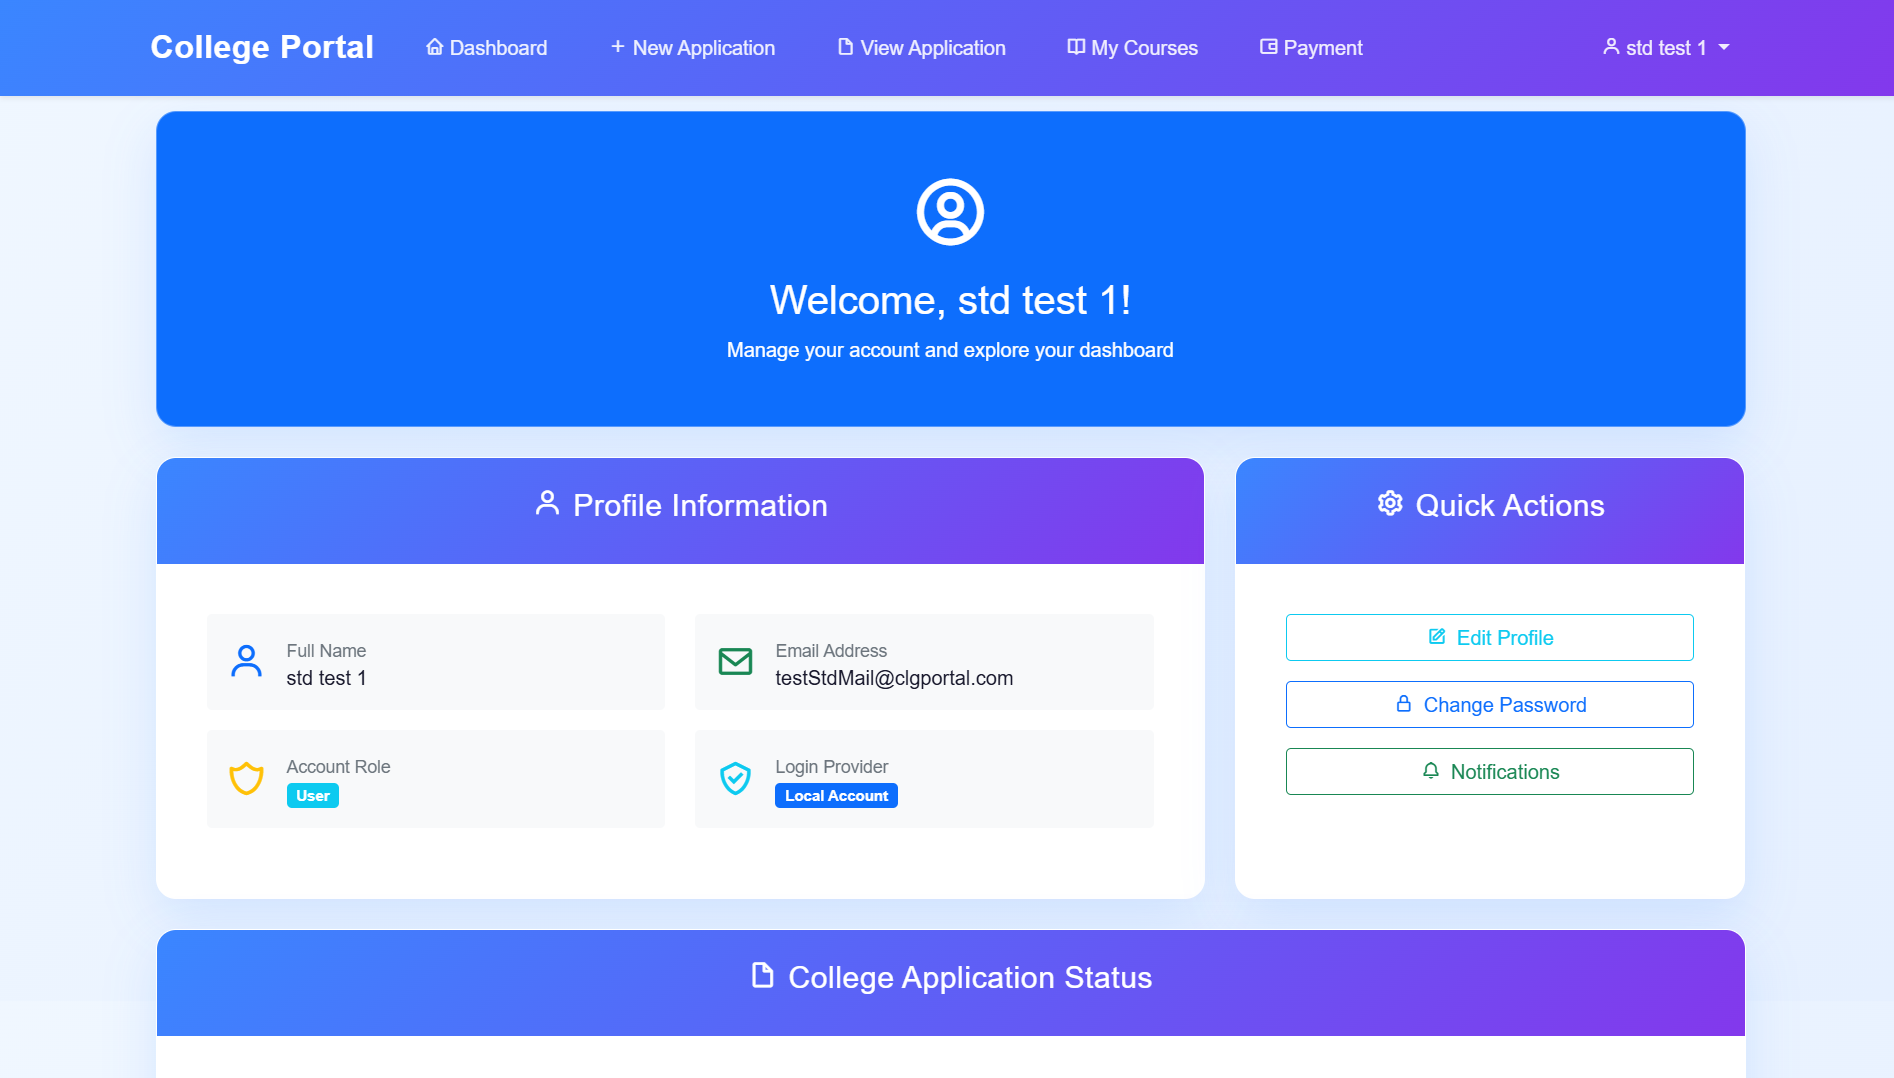 College Portal
Dashboard
New Application
View Application
My Courses
Payment
std test 1
Welcome, std test 1!
Manage your account and explore your dashboard
Profile Information
Full Name
std test 1
Email Address
testStdMail@clgportal.com
Account Role
User
Login Provider
Local Account
Quick Actions
Edit Profile
Change Password
Notifications
College Application Status